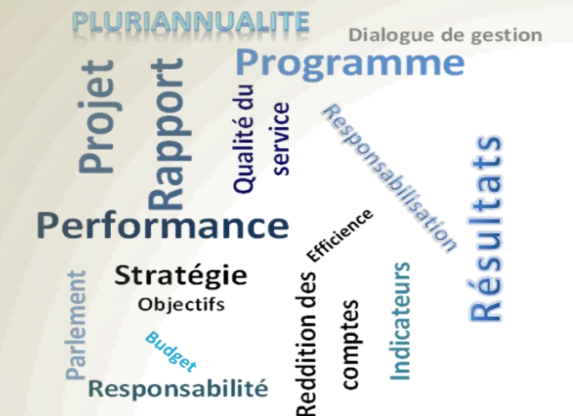 PLURIANNUALITE
Dialogue de gestion
Programme
Projet
Rapport
Qualité du
service
Responsabilisation
Résultats
Performance
Efficience
Stratégie
Objectifs
Parlement
Budget
Responsabilité
Reddition des
comptes
Indicateurs